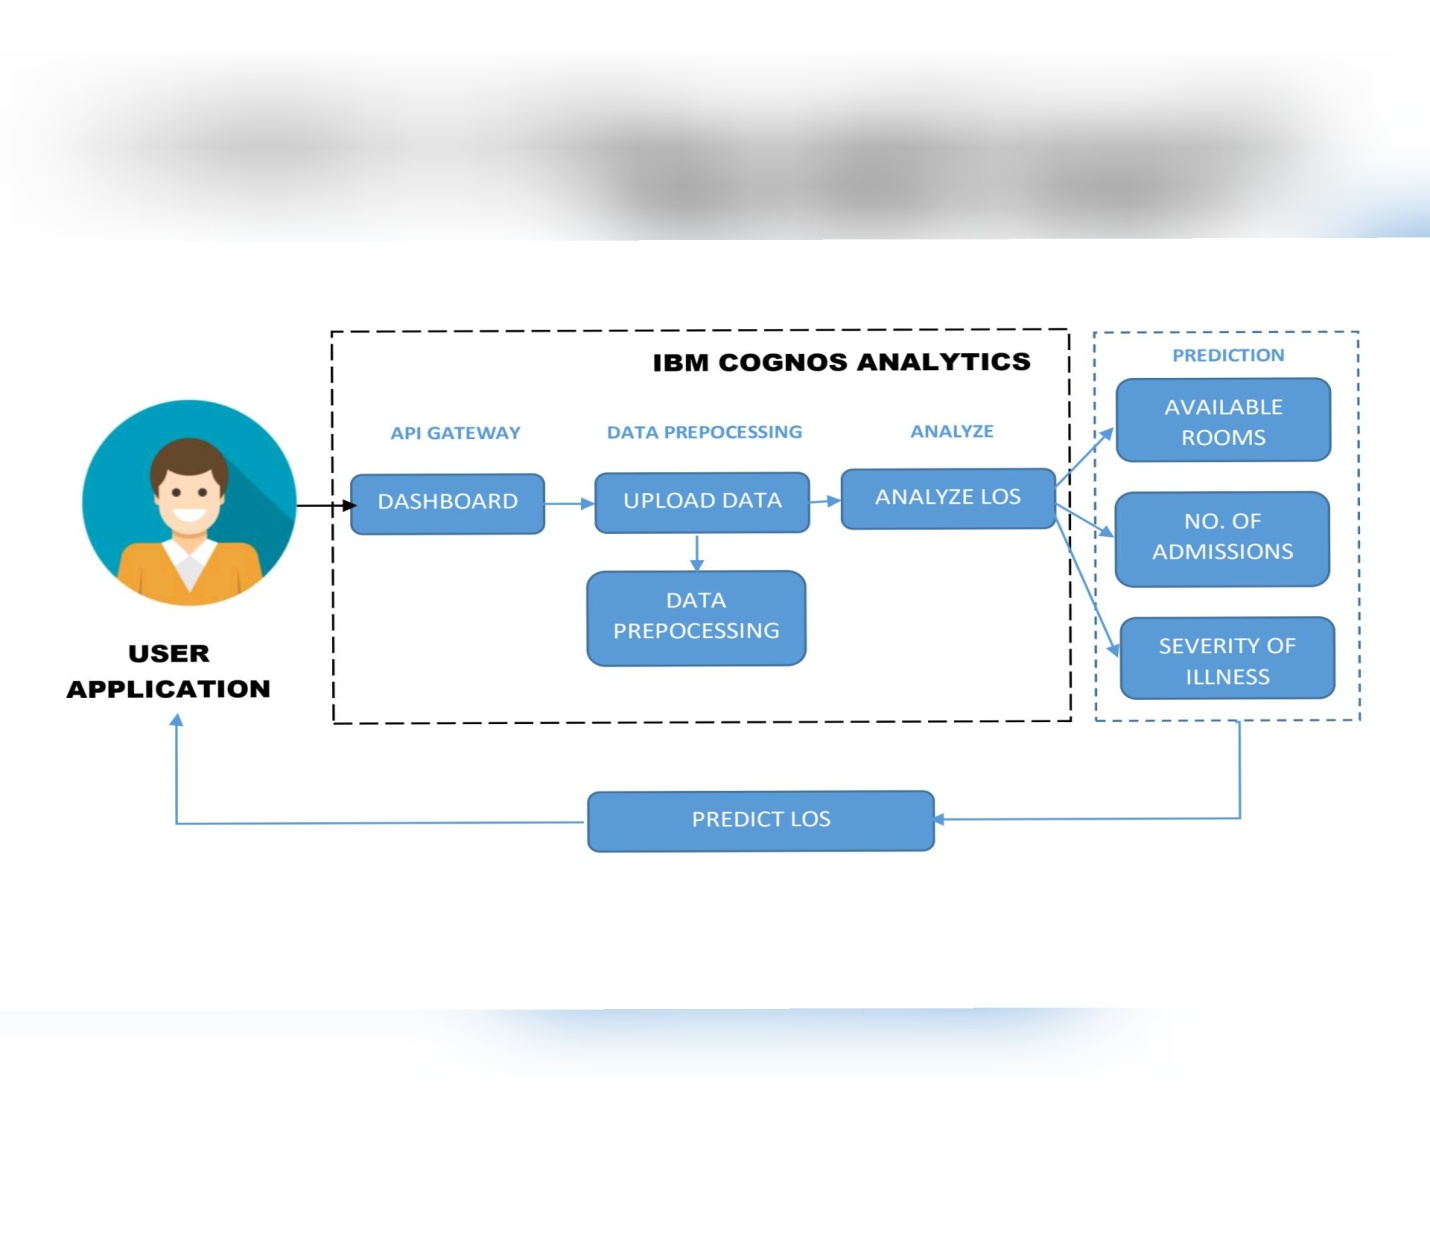 IBM COGNOS ANALYTICS
PREDICTION
API GATEWAY
DATA PREPOCESSING
ANALYZE
DASHBOARD
UPLOAD DATA
ANALYZE LOS
DATA
PREPOCESSING
AVAILABLE
ROOMS
NO. OF
ADMISSIONS
SEVERITY OF
ILLNESS
USER
APPLICATION
PREDICT LOS